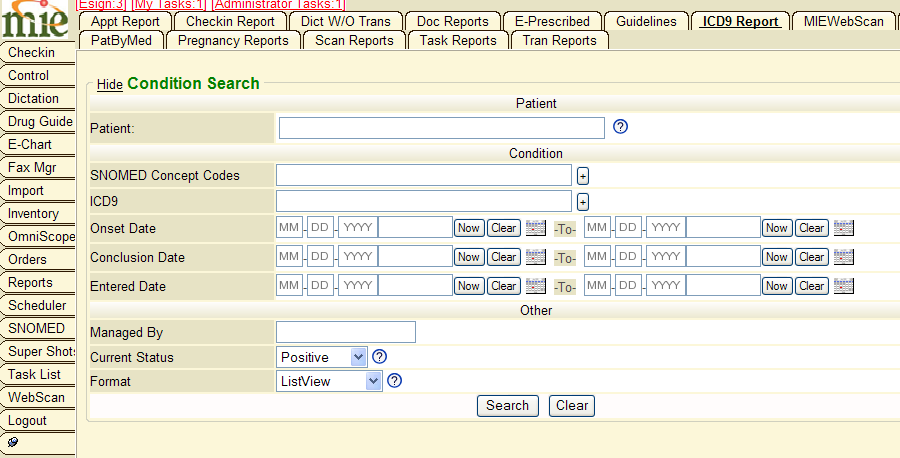 Esign:3] [My Tasks:1] [Administrator Tasks:1]
mie
Appt Report Checkin Report Dict W/O Trans Doc Reports E-Prescribed Guidelines ICD9 Report MIEWebScan
PatByMed Pregnancy Reports Scan Reports Task Reports Tran Reports
Checkin
Control
Dictation
Drug Guide
E-Chart
Fax Mgr
Import
Inventory
OmniScope
Orders
Reports
Scheduler
SNOMED
Super Shots
Task List
WebScan
Logout
Hide Condition Search
Patient
Patient: ?
Condition
SNOMED Concept Codes +
ICD9 +
Onset Date MM - DD - YYYY Now Clear -To- MM - DD - YYYY Now Clear
Conclusion Date MM - DD - YYYY Now Clear -To- MM - DD - YYYY Now Clear
Entered Date MM - DD - YYYY Now Clear -To- MM - DD - YYYY Now Clear
Other
Managed By
Current Status Positive ?
Format ListView ?
Search Clear